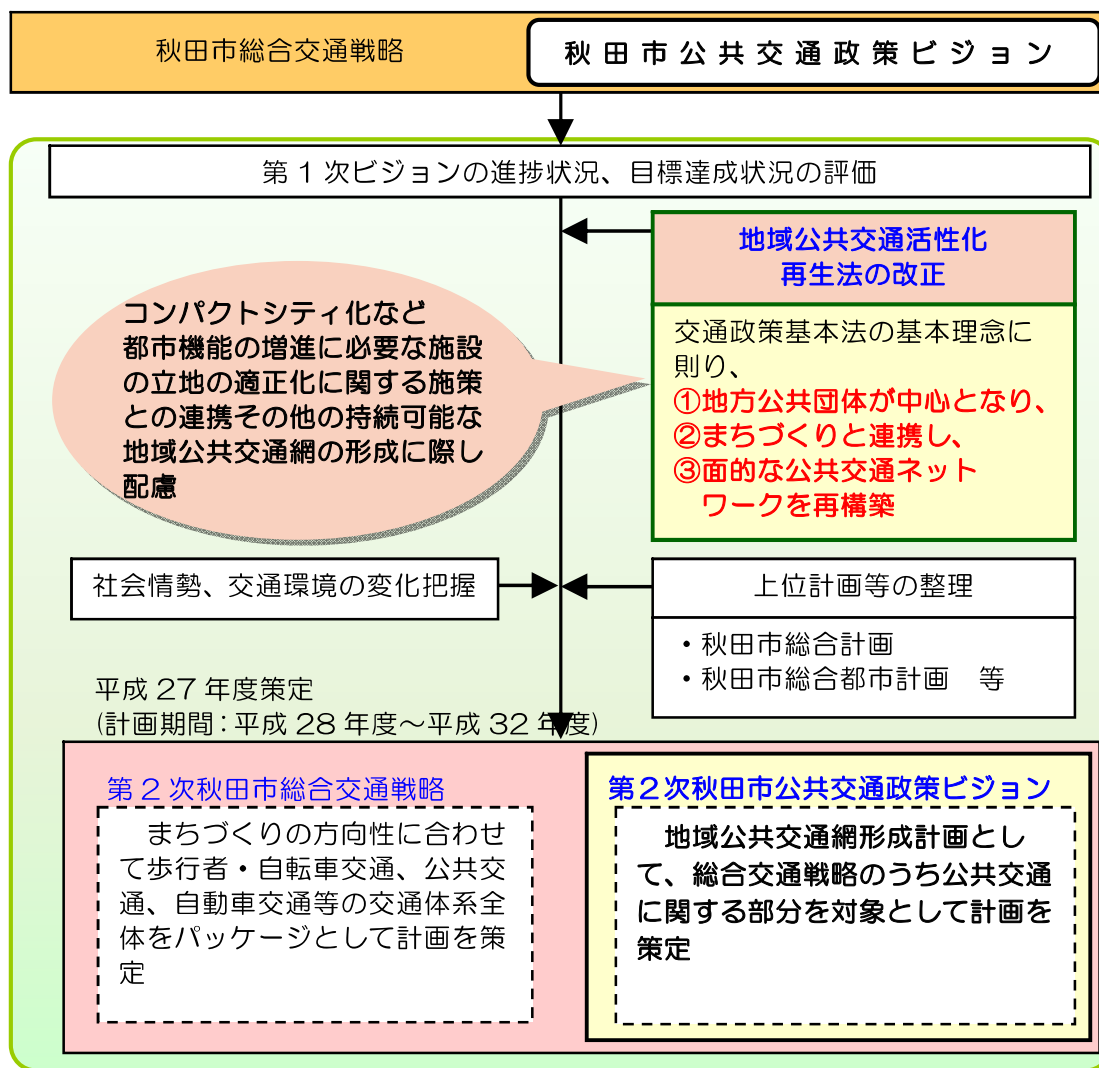 秋田市総合交通戦略
秋田市公共交通政策ビジョン
第１次ビジョンの進捗状況、目標達成状況の評価
地域公共交通活性化
再生法の改正
交通政策基本法の基本理念に
則り、
①地方公共団体が中心となり、
②まちづくりと連携し、
③面的な公共交通ネット
ワークを再構築
コンパクトシティ化など
都市機能の増進に必要な施設
の立地の適正化に関する施策
との連携その他の持続可能な
地域公共交通網の形成に際し
配慮
社会情勢、交通環境の変化把握
上位計画等の整理
・秋田市総合計画
・秋田市総合都市計画　等
平成 27 年度策定
(計画期間：平成 28 年度～平成 32 年度)
第２次秋田市総合交通戦略
まちづくりの方向性に合わせ
て歩行者・自転車交通、公共交
通、自動車交通等の交通体系全
体をパッケージとして計画を策
定
第２次秋田市公共交通政策ビジョン
地域公共交通網形成計画とし
て、総合交通戦略のうち公共交通
に関する部分を対象として計画を
策定